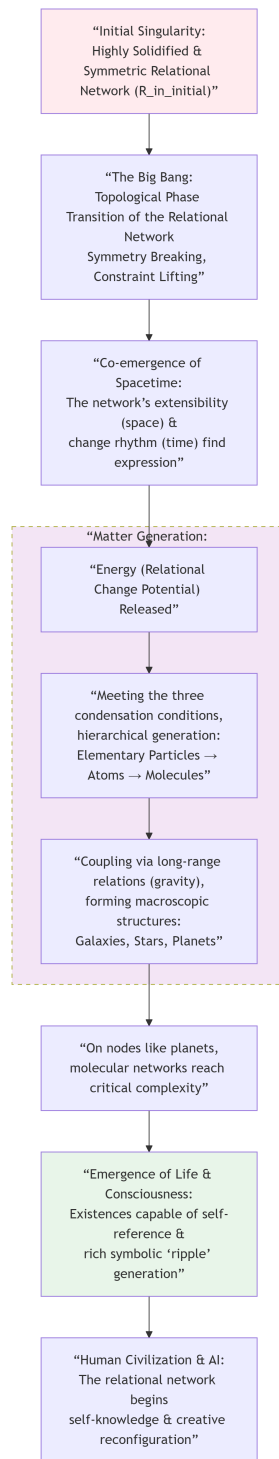 “Initial Singularity:
Highly Solidified &
Symmetric Relational
Network (R_in_initial)”
“The Big Bang:
Topological Phase
Transition of the Relational
Network
Symmetry Breaking,
Constraint Lifting”
“Co-emergence of
Spacetime:
The network’s extensibility
(space) &
change rhythm (time) find
expression”
“Matter Generation:
“Energy (Relational
Change Potential)
Released”
“Meeting the three
condensation conditions,
hierarchical generation:
Elementary Particles →
Atoms → Molecules”
“Coupling via long-range
relations (gravity),
forming macroscopic
structures:
Galaxies, Stars, Planets”
“On nodes like planets,
molecular networks reach
critical complexity”
“Emergence of Life &
Consciousness:
Existences capable of self-
reference &
rich symbolic ‘ripple’
generation”
“Human Civilization & AI:
The relational network
begins
self-knowledge & creative
reconfiguration”